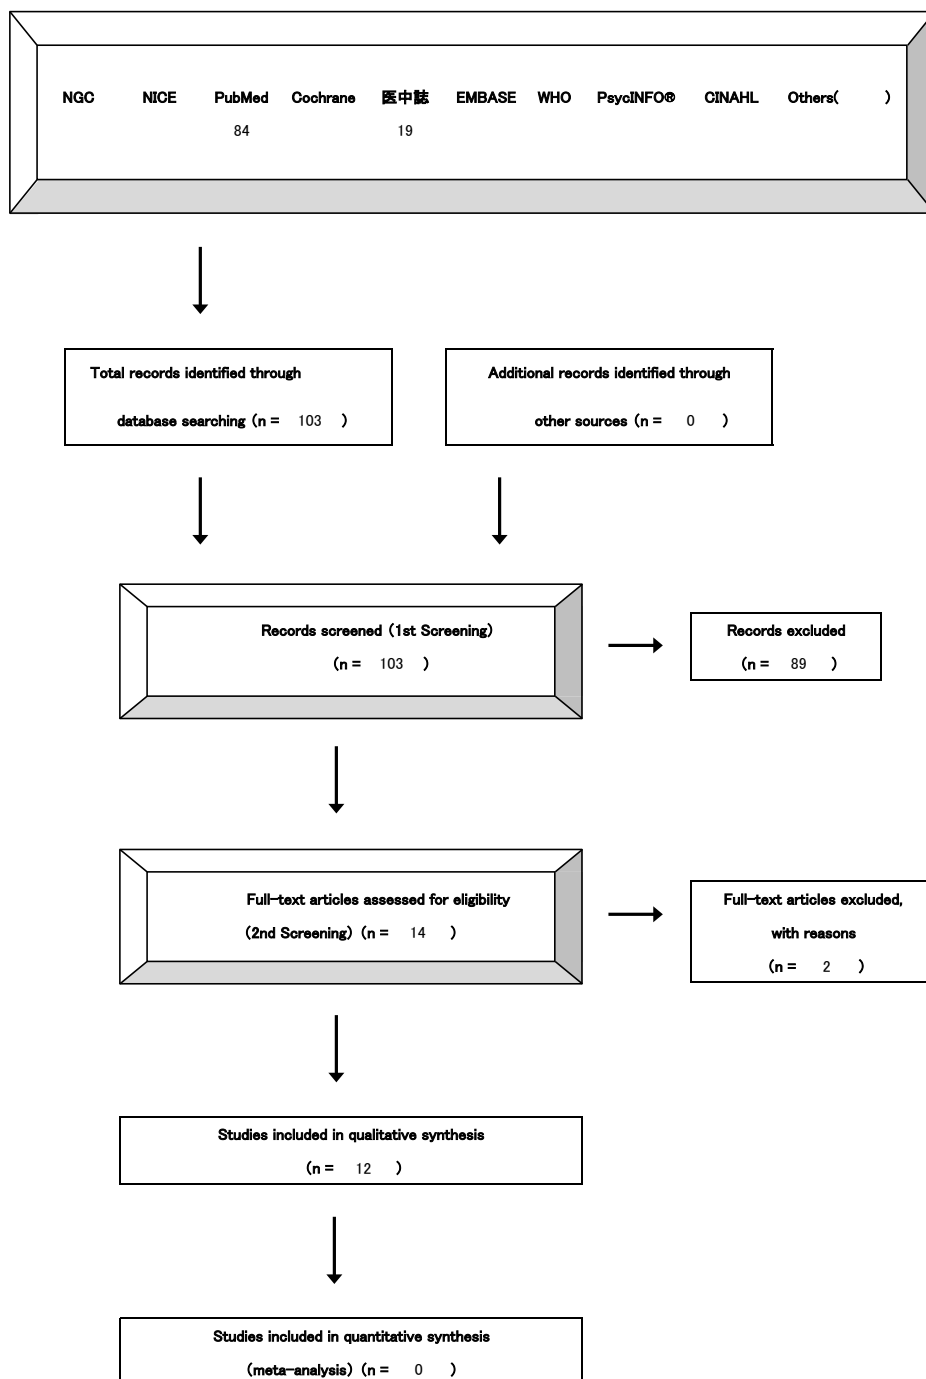 NGC NICE PubMed Cochrane 医中誌 EMBASE WHO PsycINFO® CINAHL Others( )
84 19
Total records identified through
database searching (n = 103 )
Additional records identified through
other sources (n = 0 )
Records screened (1st Screening)
(n = 103 )
Records excluded
(n = 89 )
Full-text articles assessed for eligibility
(2nd Screening) (n = 14 )
Full-text articles excluded,
with reasons
(n = 2 )
Studies included in qualitative synthesis
(n = 12 )
Studies included in quantitative synthesis
(meta-analysis) (n = 0 )